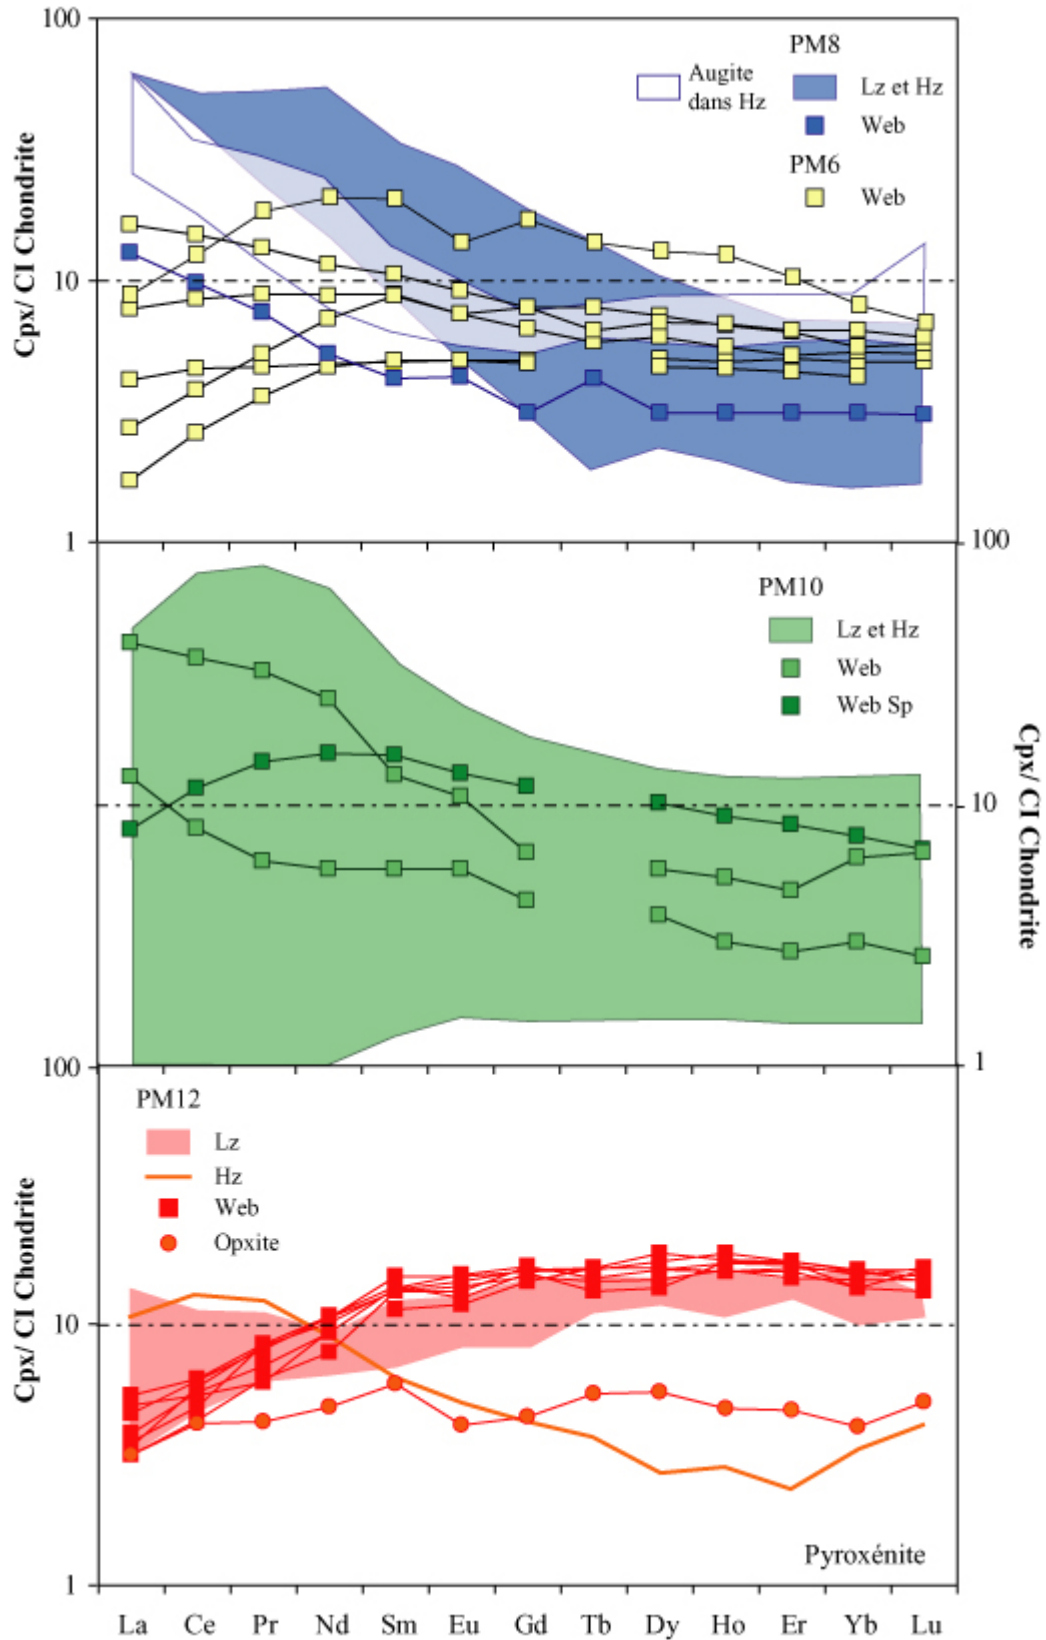 100
PM8
Augite
dans Hz
Lz et Hz
Web
PM6
Web
Cpx/ CI Chondrite
10
1
100
PM10
Lz et Hz
Web
Web Sp
Cpx/ CI Chondrite
10
1
100
PM12
Lz
Hz
Web
Opxite
Cpx/ CI Chondrite
10
Pyroxénite
1
La Ce Pr Nd Sm Eu Gd Tb Dy Ho Er Yb Lu